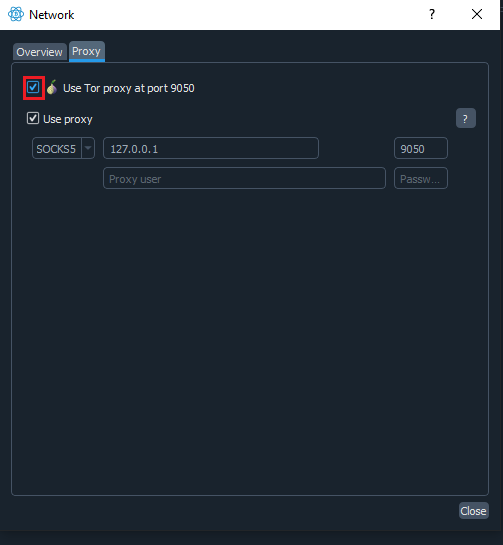 Network
?
Overview Proxy
Use Tor proxy at port 9050
Use proxy
?
SOCKS5 127.0.0.1 9050
Proxy user Passw...
Close